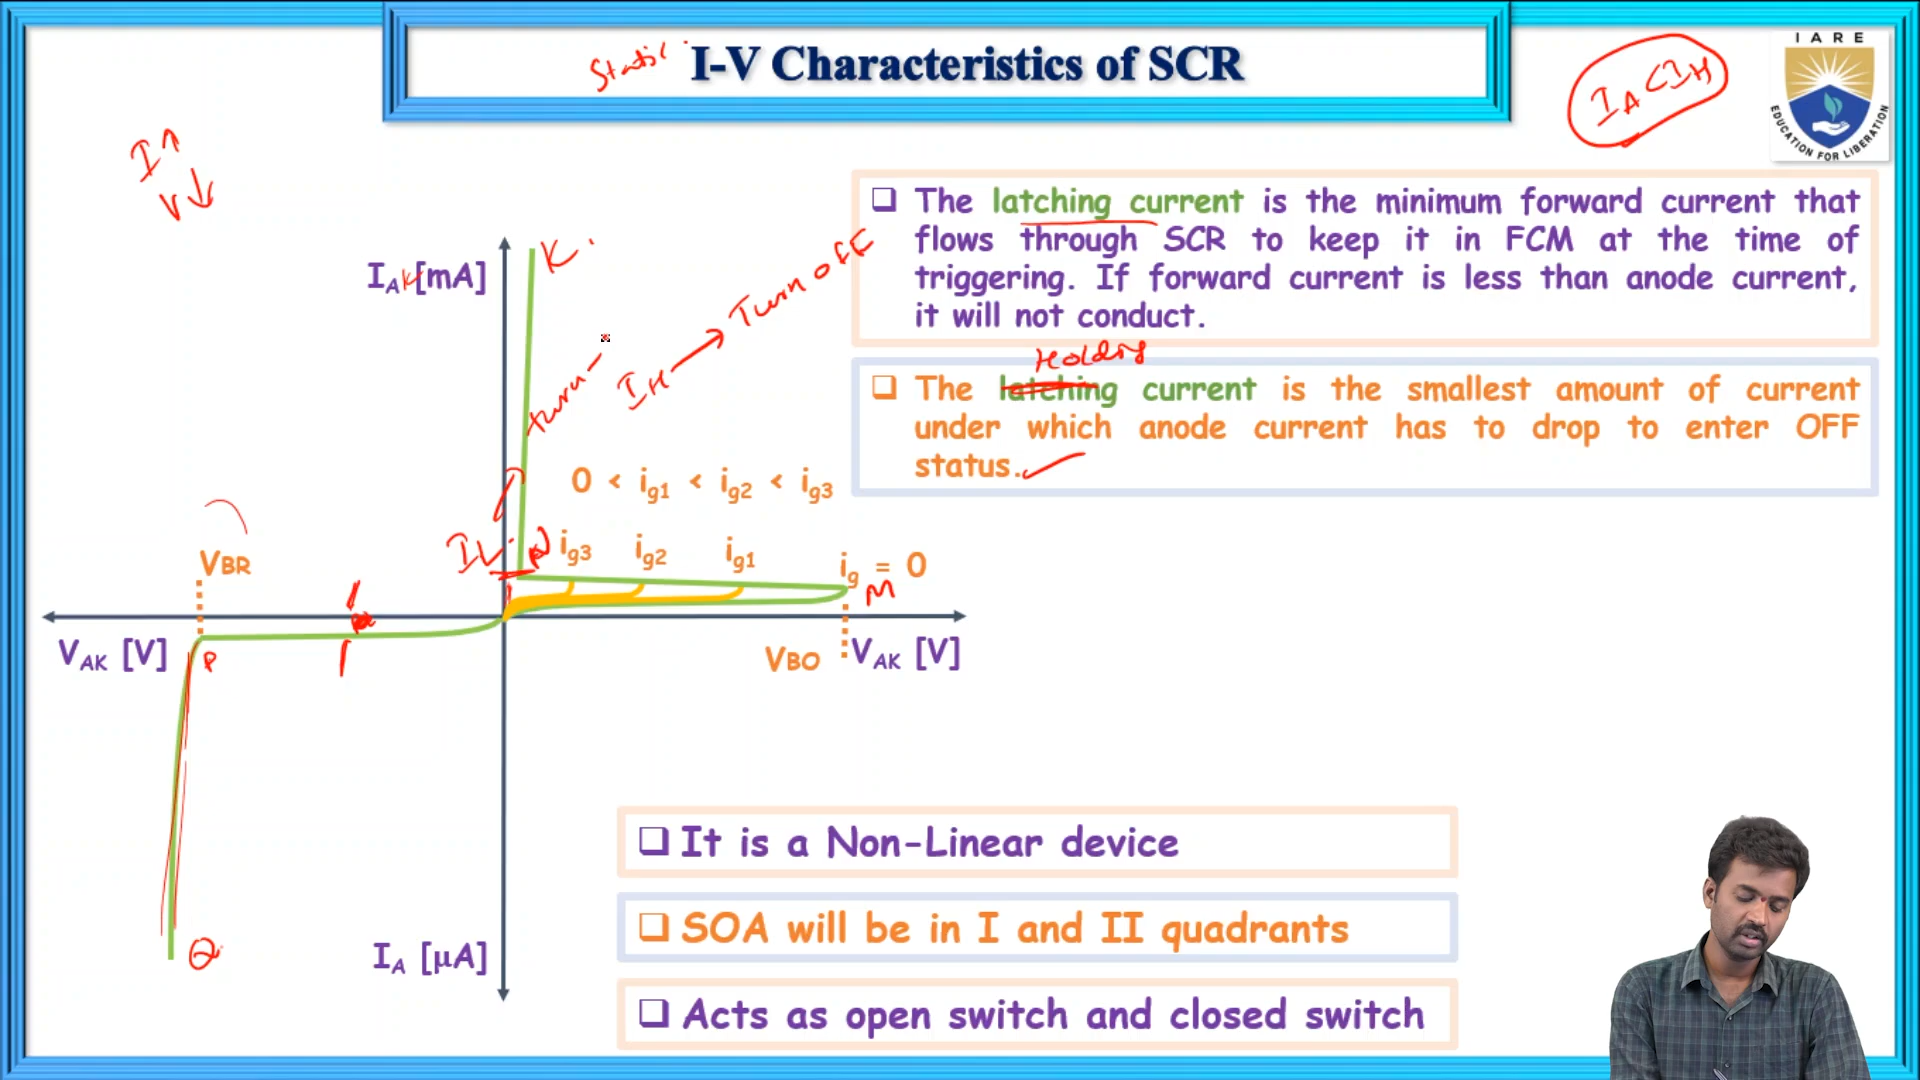 Static
I-V Characteristics of SCR
I_A < I_H
IARE
EDUCATION FOR LIBERATION
I↑
V↓
❑ The latching current is the minimum forward current that
flows through SCR to keep it in FCM at the time of
triggering. If forward current is less than anode current,
it will not conduct.
Holding
❑ The latching current is the smallest amount of current
under which anode current has to drop to enter OFF
status.
I_AK [mA]
K
I_H → Turn off
turn
0 < i_g1 < i_g2 < i_g3
I_L
N
i_g3 i_g2 i_g1 i_g = 0
M
V_BR
V_AK [V]
P
V_BO
V_AK [V]
Q
I_A [μA]
❑ It is a Non-Linear device
❑ SOA will be in I and II quadrants
❑ Acts as open switch and closed switch